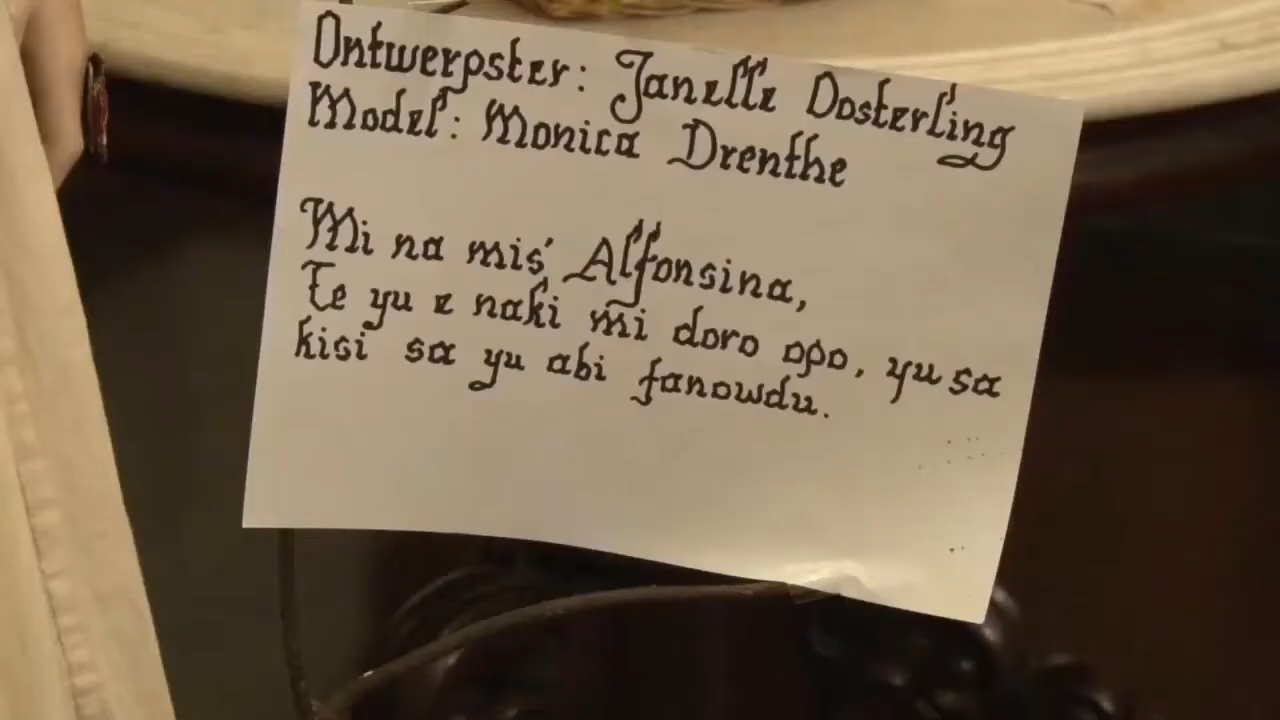 Ontwerpster: Janelle Oosterling
Model: Monica Drenthe
Mi na mis' Alfonsina,
Te yu e naki mi doro opo, yu sa
kisi sa yu abi fanowdu.